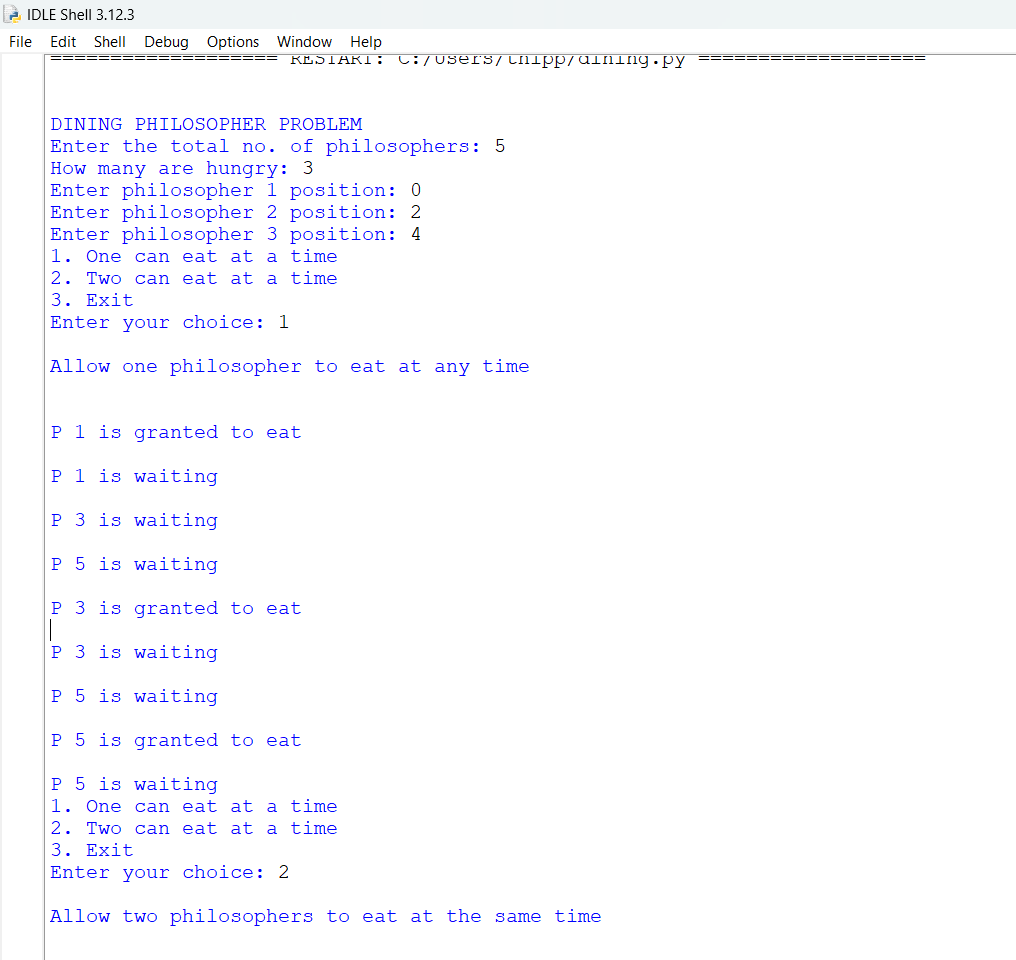 IDLE Shell 3.12.3
File Edit Shell Debug Options Window Help
=================== RESTART: C:/Users/thipp/dining.py ===================
DINING PHILOSOPHER PROBLEM
Enter the total no. of philosophers: 5
How many are hungry: 3
Enter philosopher 1 position: 0
Enter philosopher 2 position: 2
Enter philosopher 3 position: 4
1. One can eat at a time
2. Two can eat at a time
3. Exit
Enter your choice: 1
Allow one philosopher to eat at any time
P 1 is granted to eat
P 1 is waiting
P 3 is waiting
P 5 is waiting
P 3 is granted to eat
P 3 is waiting
P 5 is waiting
P 5 is granted to eat
P 5 is waiting
1. One can eat at a time
2. Two can eat at a time
3. Exit
Enter your choice: 2
Allow two philosophers to eat at the same time